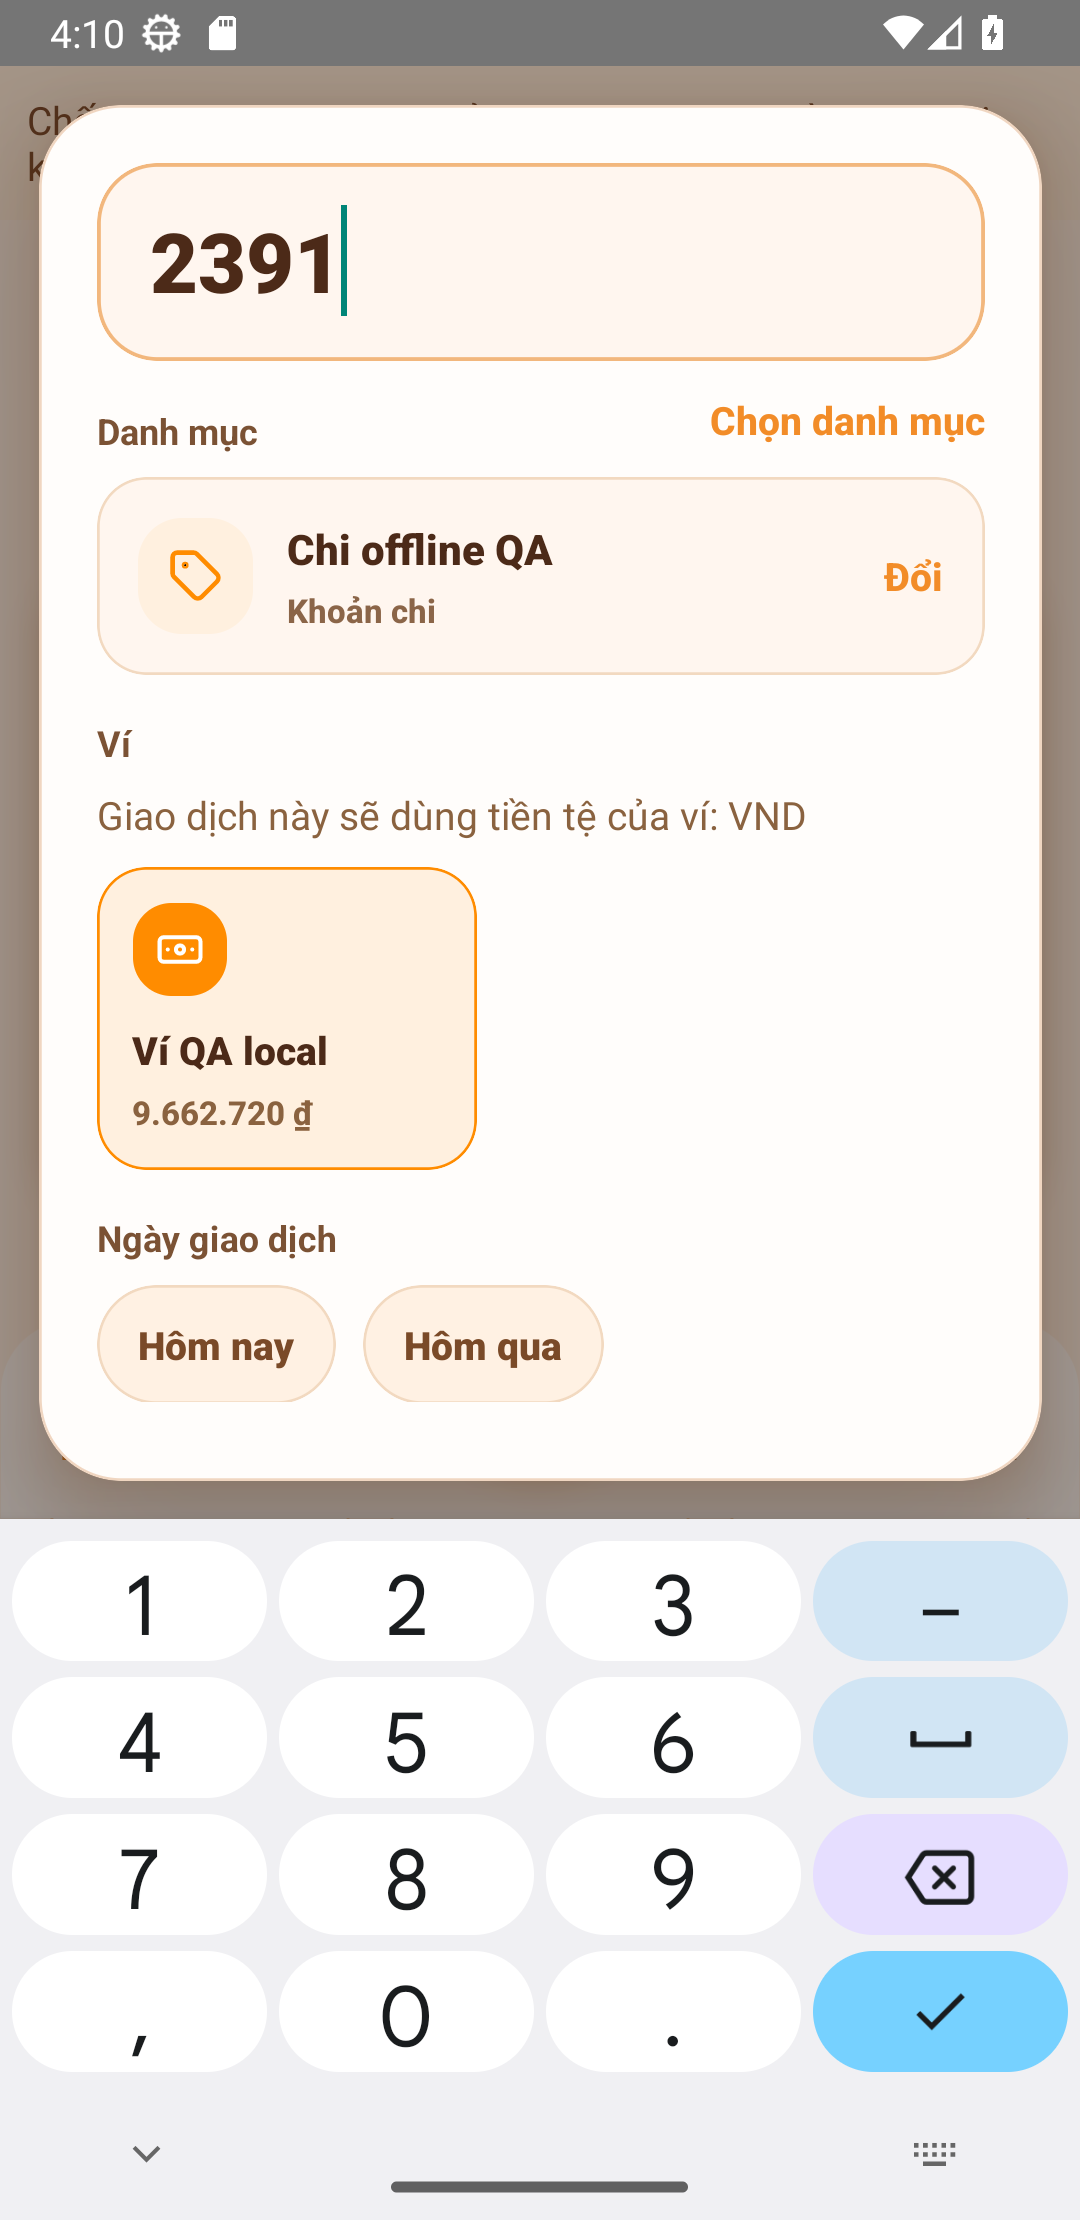 4:10
2391
Danh mục
Chọn danh mục
Chi offline QA
Khoản chi
Đổi
Ví
Giao dịch này sẽ dùng tiền tệ của ví: VND
Ví QA local
9.662.720 ₫
Ngày giao dịch
Hôm nay
Hôm qua
1 2 3 –
4 5 6
7 8 9
, 0 .